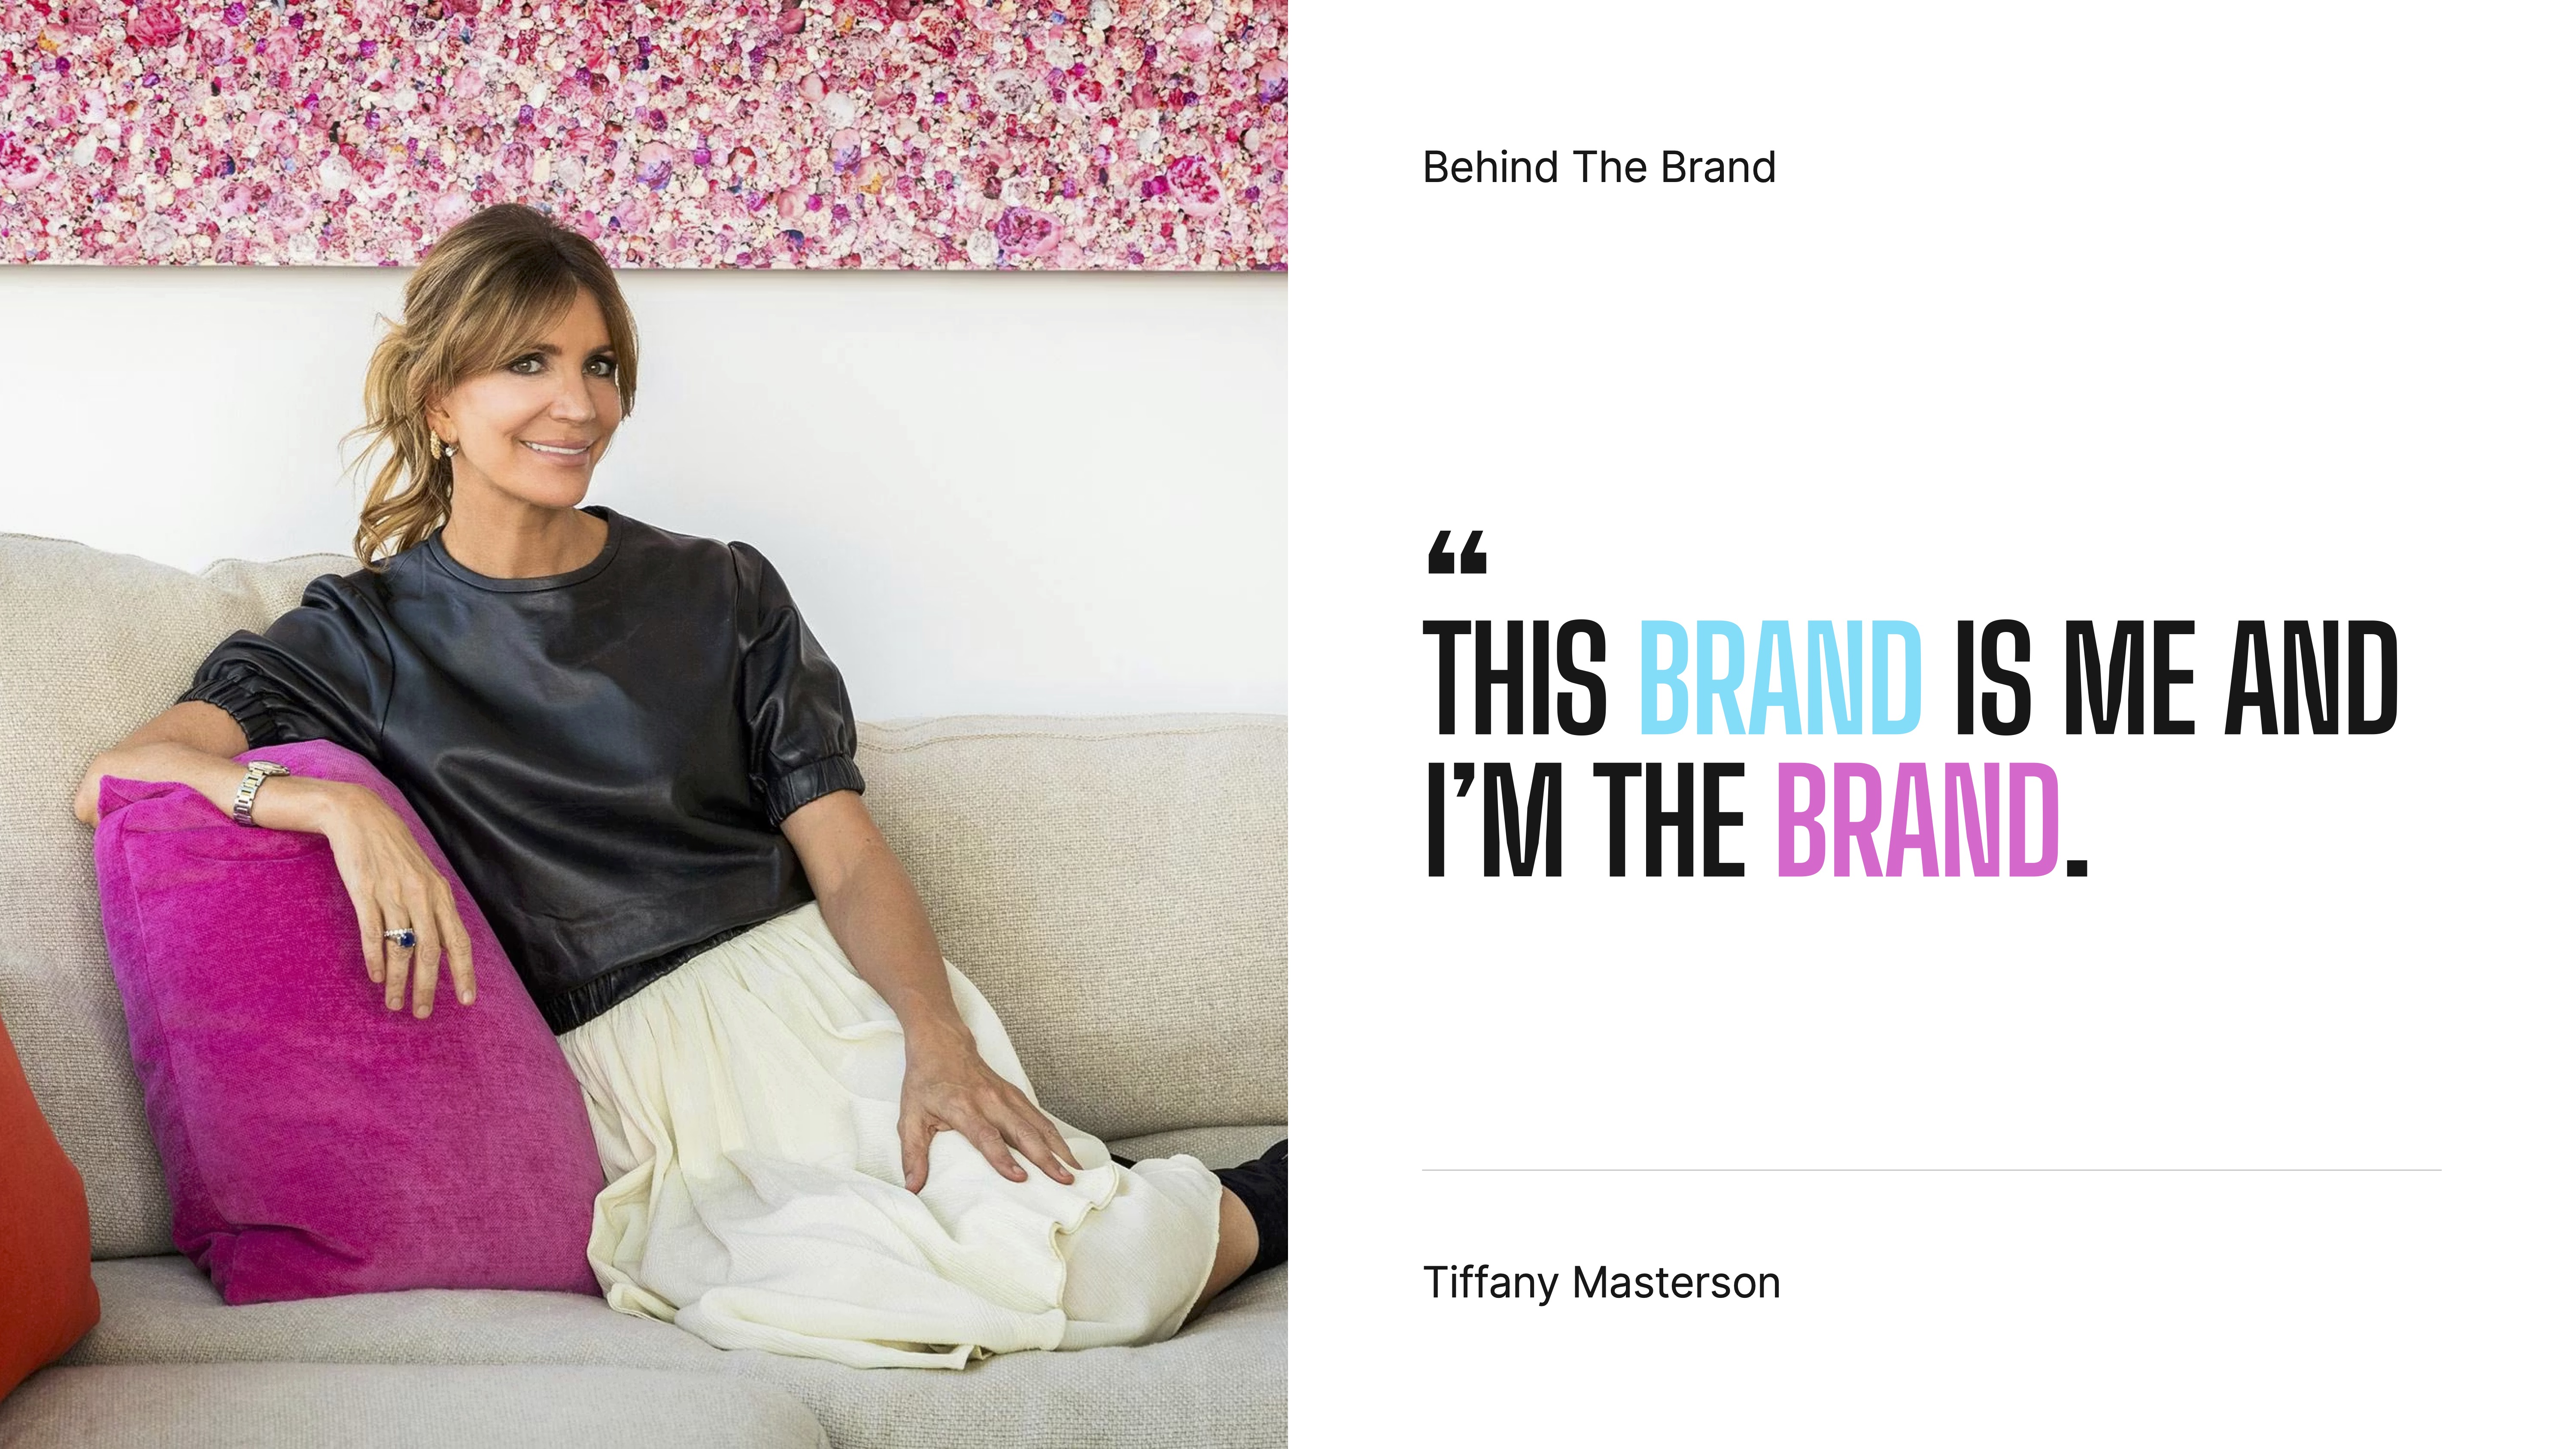 Behind The Brand
“
THIS BRAND IS ME AND
I’M THE BRAND.
Tiffany Masterson